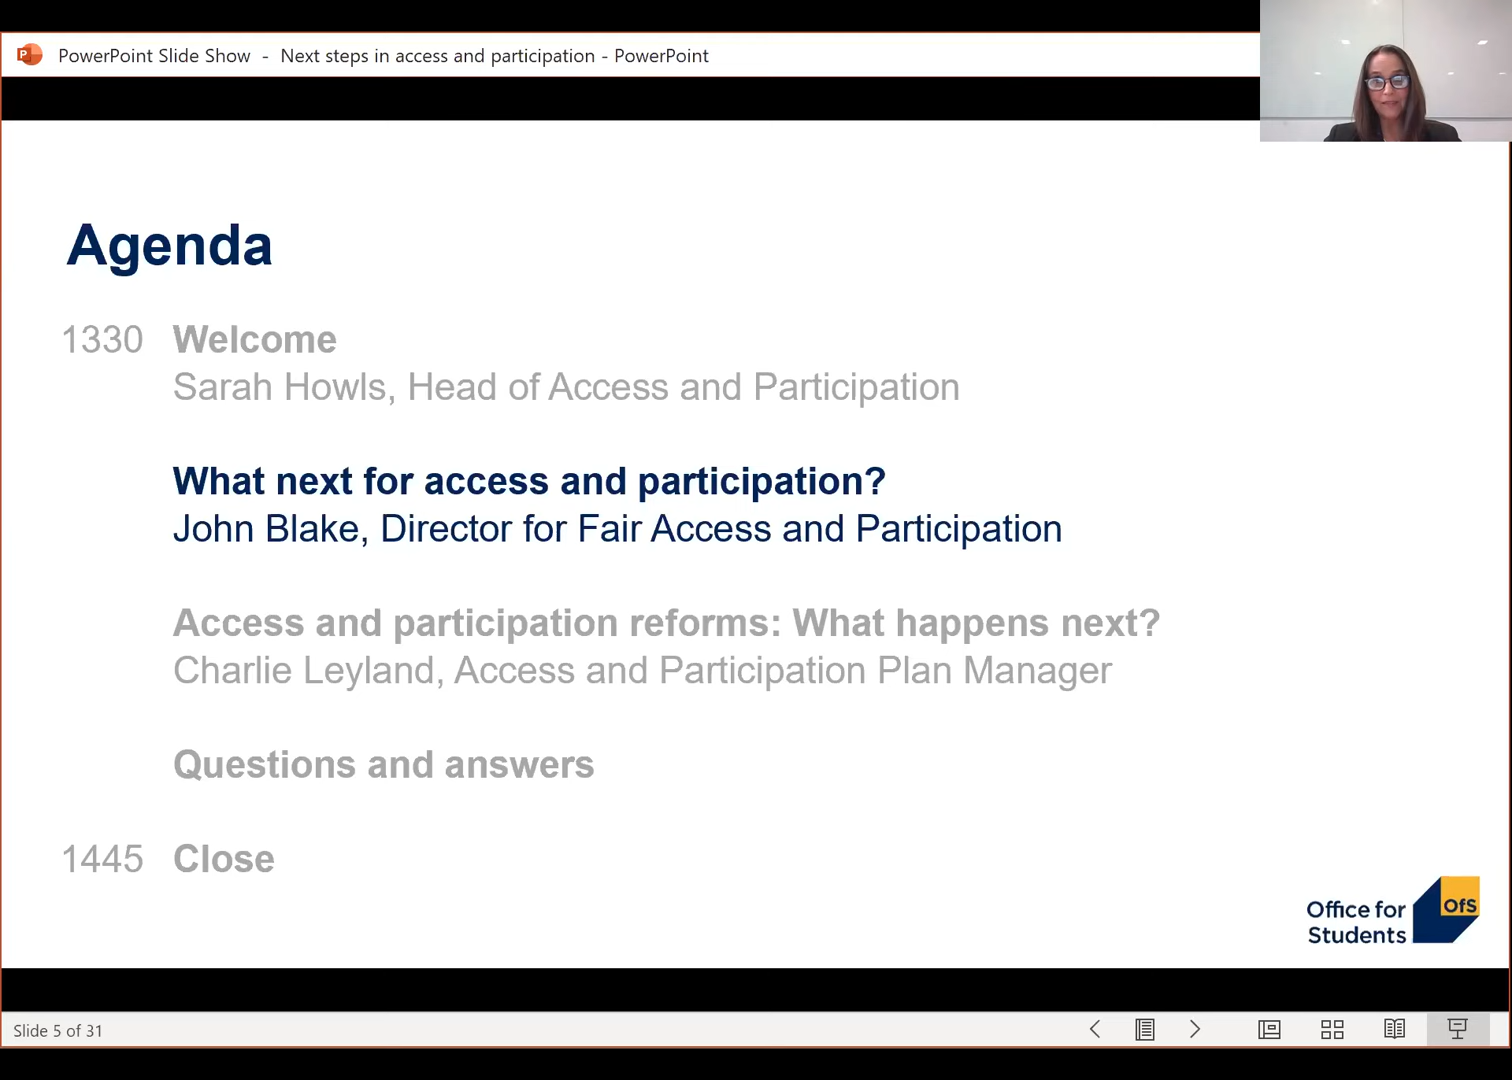 PowerPoint Slide Show - Next steps in access and participation - PowerPoint
Agenda
1330 Welcome
Sarah Howls, Head of Access and Participation
What next for access and participation?
John Blake, Director for Fair Access and Participation
Access and participation reforms: What happens next?
Charlie Leyland, Access and Participation Plan Manager
Questions and answers
1445 Close
Office for
Students
OfS
Slide 5 of 31